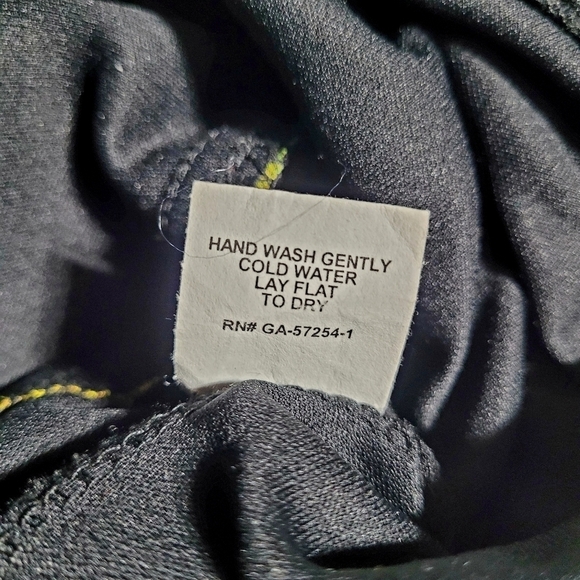 HAND WASH GENTLY
COLD WATER
LAY FLAT
TO DRY
RN# GA-57254-1